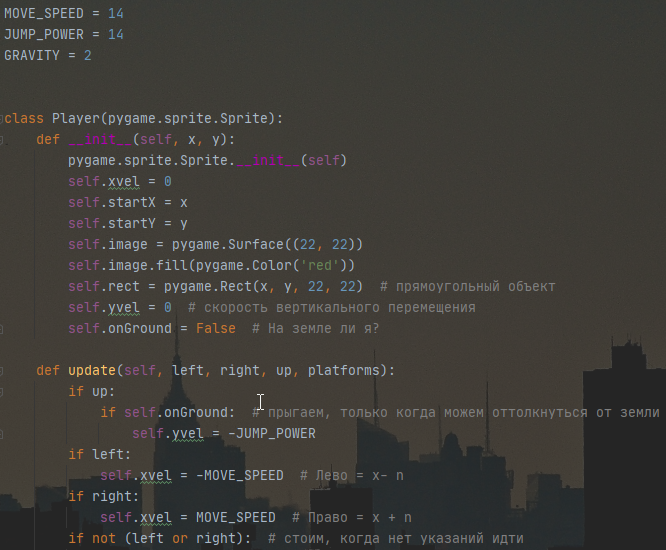 MOVE_SPEED = 14
JUMP_POWER = 14
GRAVITY = 2
class Player(pygame.sprite.Sprite):
def __init__(self, x, y):
pygame.sprite.Sprite.__init__(self)
self.xvel = 0
self.startX = x
self.startY = y
self.image = pygame.Surface((22, 22))
self.image.fill(pygame.Color('red'))
self.rect = pygame.Rect(x, y, 22, 22)  # прямоугольный объект
self.yvel = 0  # скорость вертикального перемещения
self.onGround = False  # На земле ли я?
def update(self, left, right, up, platforms):
if up:
if self.onGround:  # прыгаем, только когда можем оттолкнуться от земли
self.yvel = -JUMP_POWER
if left:
self.xvel = -MOVE_SPEED  # Лево = x- n
if right:
self.xvel = MOVE_SPEED  # Право = x + n
if not (left or right):  # стоим, когда нет указаний идти